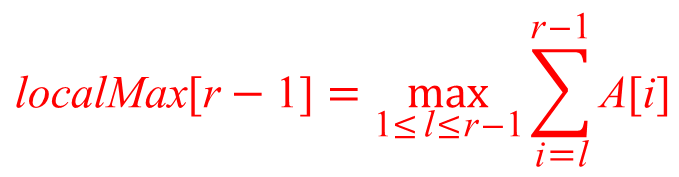 localMax[r − 1] = max_{1≤l≤r−1} ∑_{i=l}^{r−1} A[i]